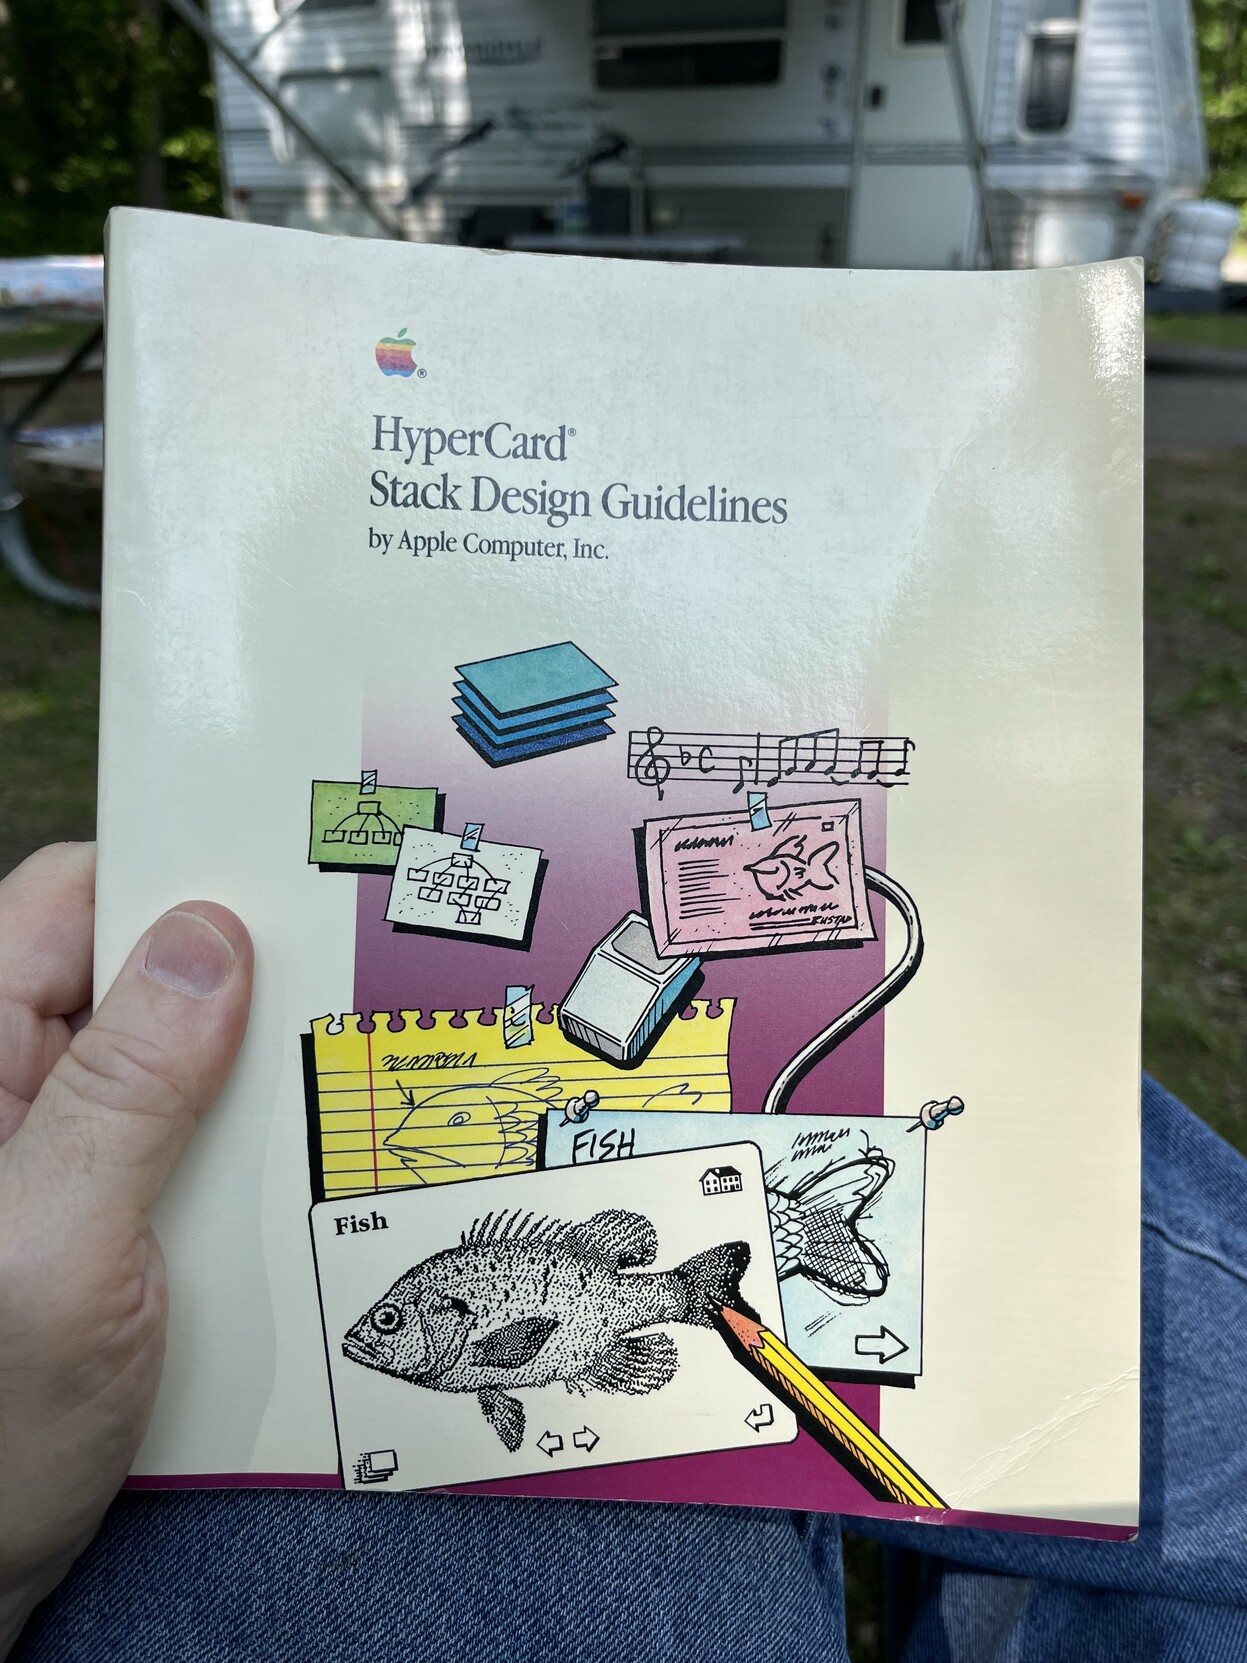 ®
HyperCard®
Stack Design Guidelines
by Apple Computer, Inc.
FISH
Fish